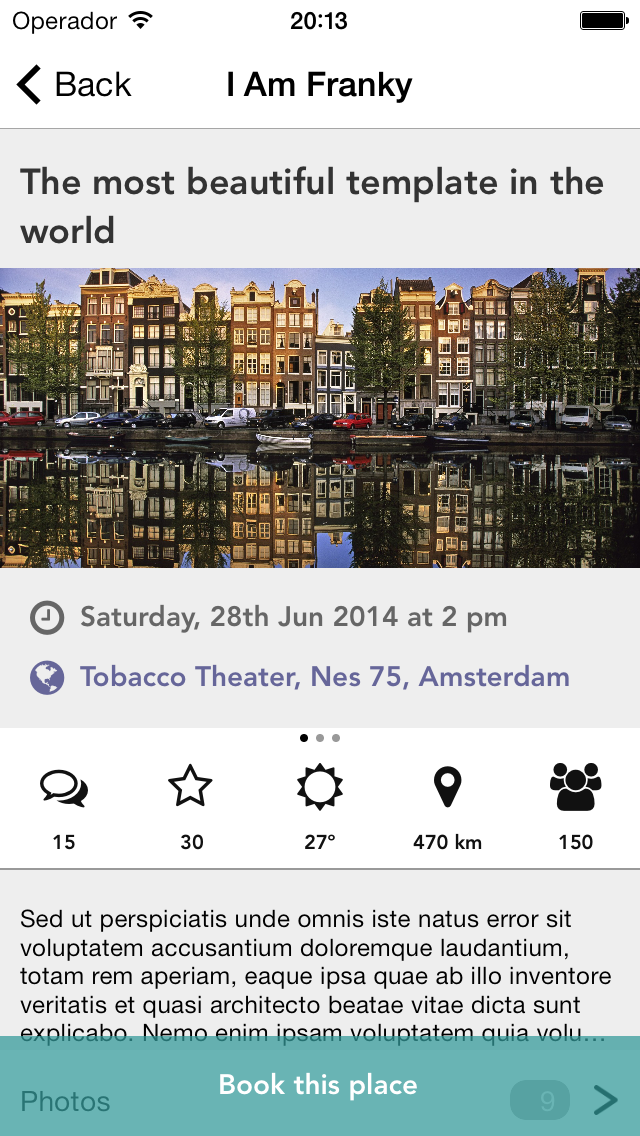 Operador 20:13
Back I Am Franky
The most beautiful template in the
world
Saturday, 28th Jun 2014 at 2 pm
Tobacco Theater, Nes 75, Amsterdam
15 30 27° 470 km 150
Sed ut perspiciatis unde omnis iste natus error sit
voluptatem accusantium doloremque laudantium,
totam rem aperiam, eaque ipsa quae ab illo inventore
veritatis et quasi architecto beatae vitae dicta sunt
explicabo. Nemo enim ipsam voluptatem quia volu...
Book this place
Photos 9